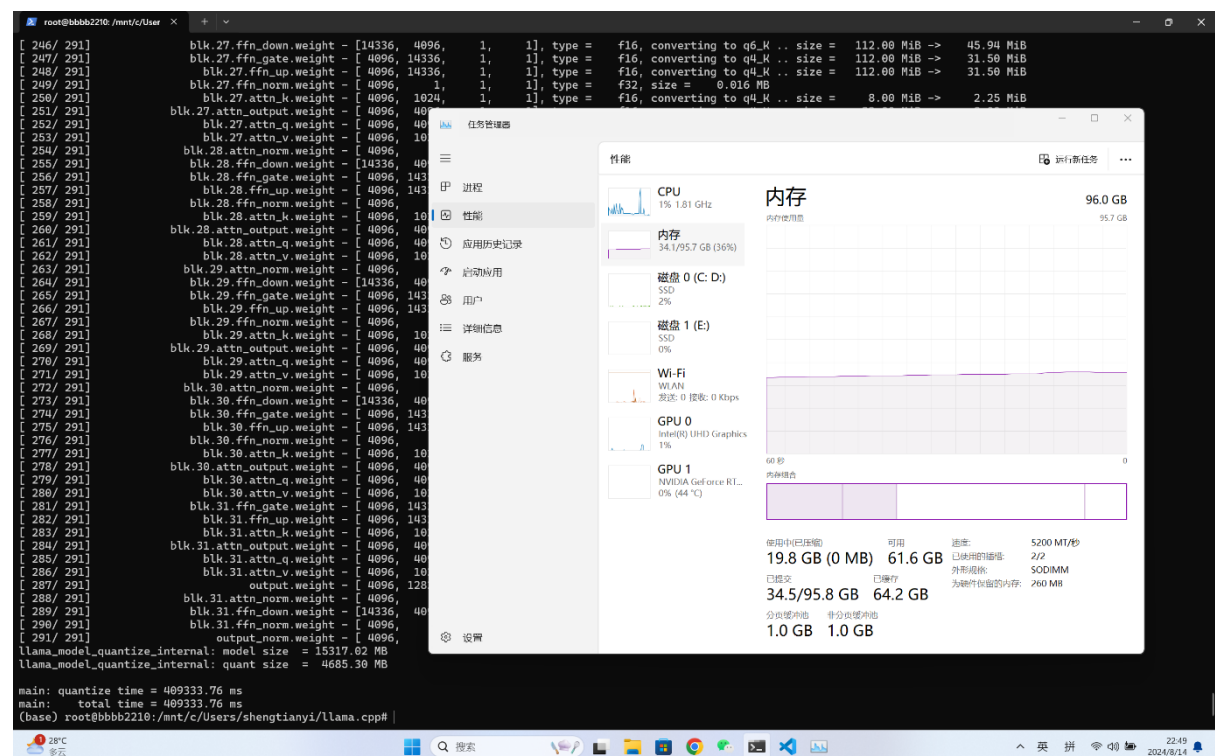 root@bbbb2210: /mnt/c/User
[ 246/ 291] blk.27.ffn_down.weight - [14336, 4096, 1, 1], type = f16, converting to q6_K .. size = 112.00 MiB -> 45.94 MiB
[ 247/ 291] blk.27.ffn_gate.weight - [ 4096, 14336, 1, 1], type = f16, converting to q4_K .. size = 112.00 MiB -> 31.50 MiB
[ 248/ 291] blk.27.ffn_up.weight - [ 4096, 14336, 1, 1], type = f16, converting to q4_K .. size = 112.00 MiB -> 31.50 MiB
[ 249/ 291] blk.27.ffn_norm.weight - [ 4096, 1, 1, 1], type = f32, size = 0.016 MB
[ 250/ 291] blk.27.attn_k.weight - [ 4096, 1024, 1, 1], type = f16, converting to q4_K .. size = 8.00 MiB -> 2.25 MiB
[ 251/ 291] blk.27.attn_output.weight - [ 4096, 409
[ 252/ 291] blk.27.attn_q.weight - [ 4096, 40
[ 253/ 291] blk.27.attn_v.weight - [ 4096, 10
[ 254/ 291] blk.28.attn_norm.weight - [ 4096,
[ 255/ 291] blk.28.ffn_down.weight - [14336, 40
[ 256/ 291] blk.28.ffn_gate.weight - [ 4096, 143
[ 257/ 291] blk.28.ffn_up.weight - [ 4096, 143
[ 258/ 291] blk.28.ffn_norm.weight - [ 4096,
[ 259/ 291] blk.28.attn_k.weight - [ 4096, 10
[ 260/ 291] blk.28.attn_output.weight - [ 4096, 40
[ 261/ 291] blk.28.attn_q.weight - [ 4096, 40
[ 262/ 291] blk.28.attn_v.weight - [ 4096, 10
[ 263/ 291] blk.29.attn_norm.weight - [ 4096,
[ 264/ 291] blk.29.ffn_down.weight - [14336, 40
[ 265/ 291] blk.29.ffn_gate.weight - [ 4096, 143
[ 266/ 291] blk.29.ffn_up.weight - [ 4096, 143
[ 267/ 291] blk.29.ffn_norm.weight - [ 4096,
[ 268/ 291] blk.29.attn_k.weight - [ 4096, 10
[ 269/ 291] blk.29.attn_output.weight - [ 4096, 40
[ 270/ 291] blk.29.attn_q.weight - [ 4096, 40
[ 271/ 291] blk.29.attn_v.weight - [ 4096, 10
[ 272/ 291] blk.30.attn_norm.weight - [ 4096,
[ 273/ 291] blk.30.ffn_down.weight - [14336, 40
[ 274/ 291] blk.30.ffn_gate.weight - [ 4096, 143
[ 275/ 291] blk.30.ffn_up.weight - [ 4096, 143
[ 276/ 291] blk.30.ffn_norm.weight - [ 4096,
[ 277/ 291] blk.30.attn_k.weight - [ 4096, 10
[ 278/ 291] blk.30.attn_output.weight - [ 4096, 40
[ 279/ 291] blk.30.attn_q.weight - [ 4096, 40
[ 280/ 291] blk.30.attn_v.weight - [ 4096, 10
[ 281/ 291] blk.31.ffn_gate.weight - [ 4096, 143
[ 282/ 291] blk.31.ffn_up.weight - [ 4096, 143
[ 283/ 291] blk.31.attn_k.weight - [ 4096, 10
[ 284/ 291] blk.31.attn_output.weight - [ 4096, 40
[ 285/ 291] blk.31.attn_q.weight - [ 4096, 40
[ 286/ 291] blk.31.attn_v.weight - [ 4096, 10
[ 287/ 291] output.weight - [ 4096, 128
[ 288/ 291] blk.31.attn_norm.weight - [ 4096,
[ 289/ 291] blk.31.ffn_down.weight - [14336, 40
[ 290/ 291] blk.31.ffn_norm.weight - [ 4096,
[ 291/ 291] output_norm.weight - [ 4096,
llama_model_quantize_internal: model size = 15317.02 MB
llama_model_quantize_internal: quant size = 4685.30 MB
main: quantize time = 409333.76 ms
main: total time = 409333.76 ms
(base) root@bbbb2210:/mnt/c/Users/shengtianyi/llama.cpp#
任务管理器
性能
运行新任务
进程
性能
应用历史记录
启动应用
用户
详细信息
服务
设置
CPU
1% 1.81 GHz
内存
34.1/95.7 GB (36%)
磁盘 0 (C: D:)
SSD
2%
磁盘 1 (E:)
SSD
0%
Wi-Fi
WLAN
发送: 0 接收: 0 Kbps
GPU 0
Intel(R) UHD Graphics
1%
GPU 1
NVIDIA GeForce RT...
0% (44 °C)
内存
96.0 GB
内存使用量
95.7 GB
60 秒
0
内存组合
使用中(已压缩)
19.8 GB (0 MB)
可用
61.6 GB
已提交
34.5/95.8 GB
已缓存
64.2 GB
分页缓冲池
1.0 GB
非分页缓冲池
1.0 GB
速度: 5200 MT/秒
已使用的插槽: 2/2
外形规格: SODIMM
为硬件保留的内存: 260 MB
28°C
多云
搜索
英
拼
22:49
2024/8/14